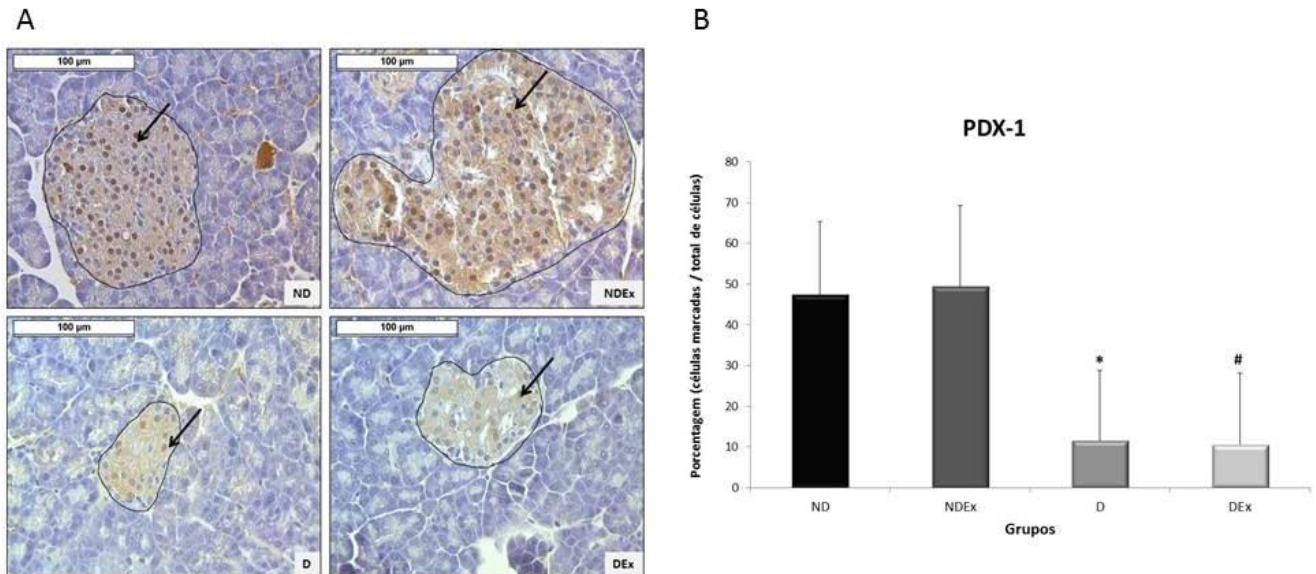 A
B
100 µm
100 µm
ND
NDEx
100 µm
100 µm
D
DEx
PDX-1
Porcentagem (células marcadas / total de células)
80
70
60
50
40
30
20
10
0
*
#
ND NDEx D DEx
Grupos